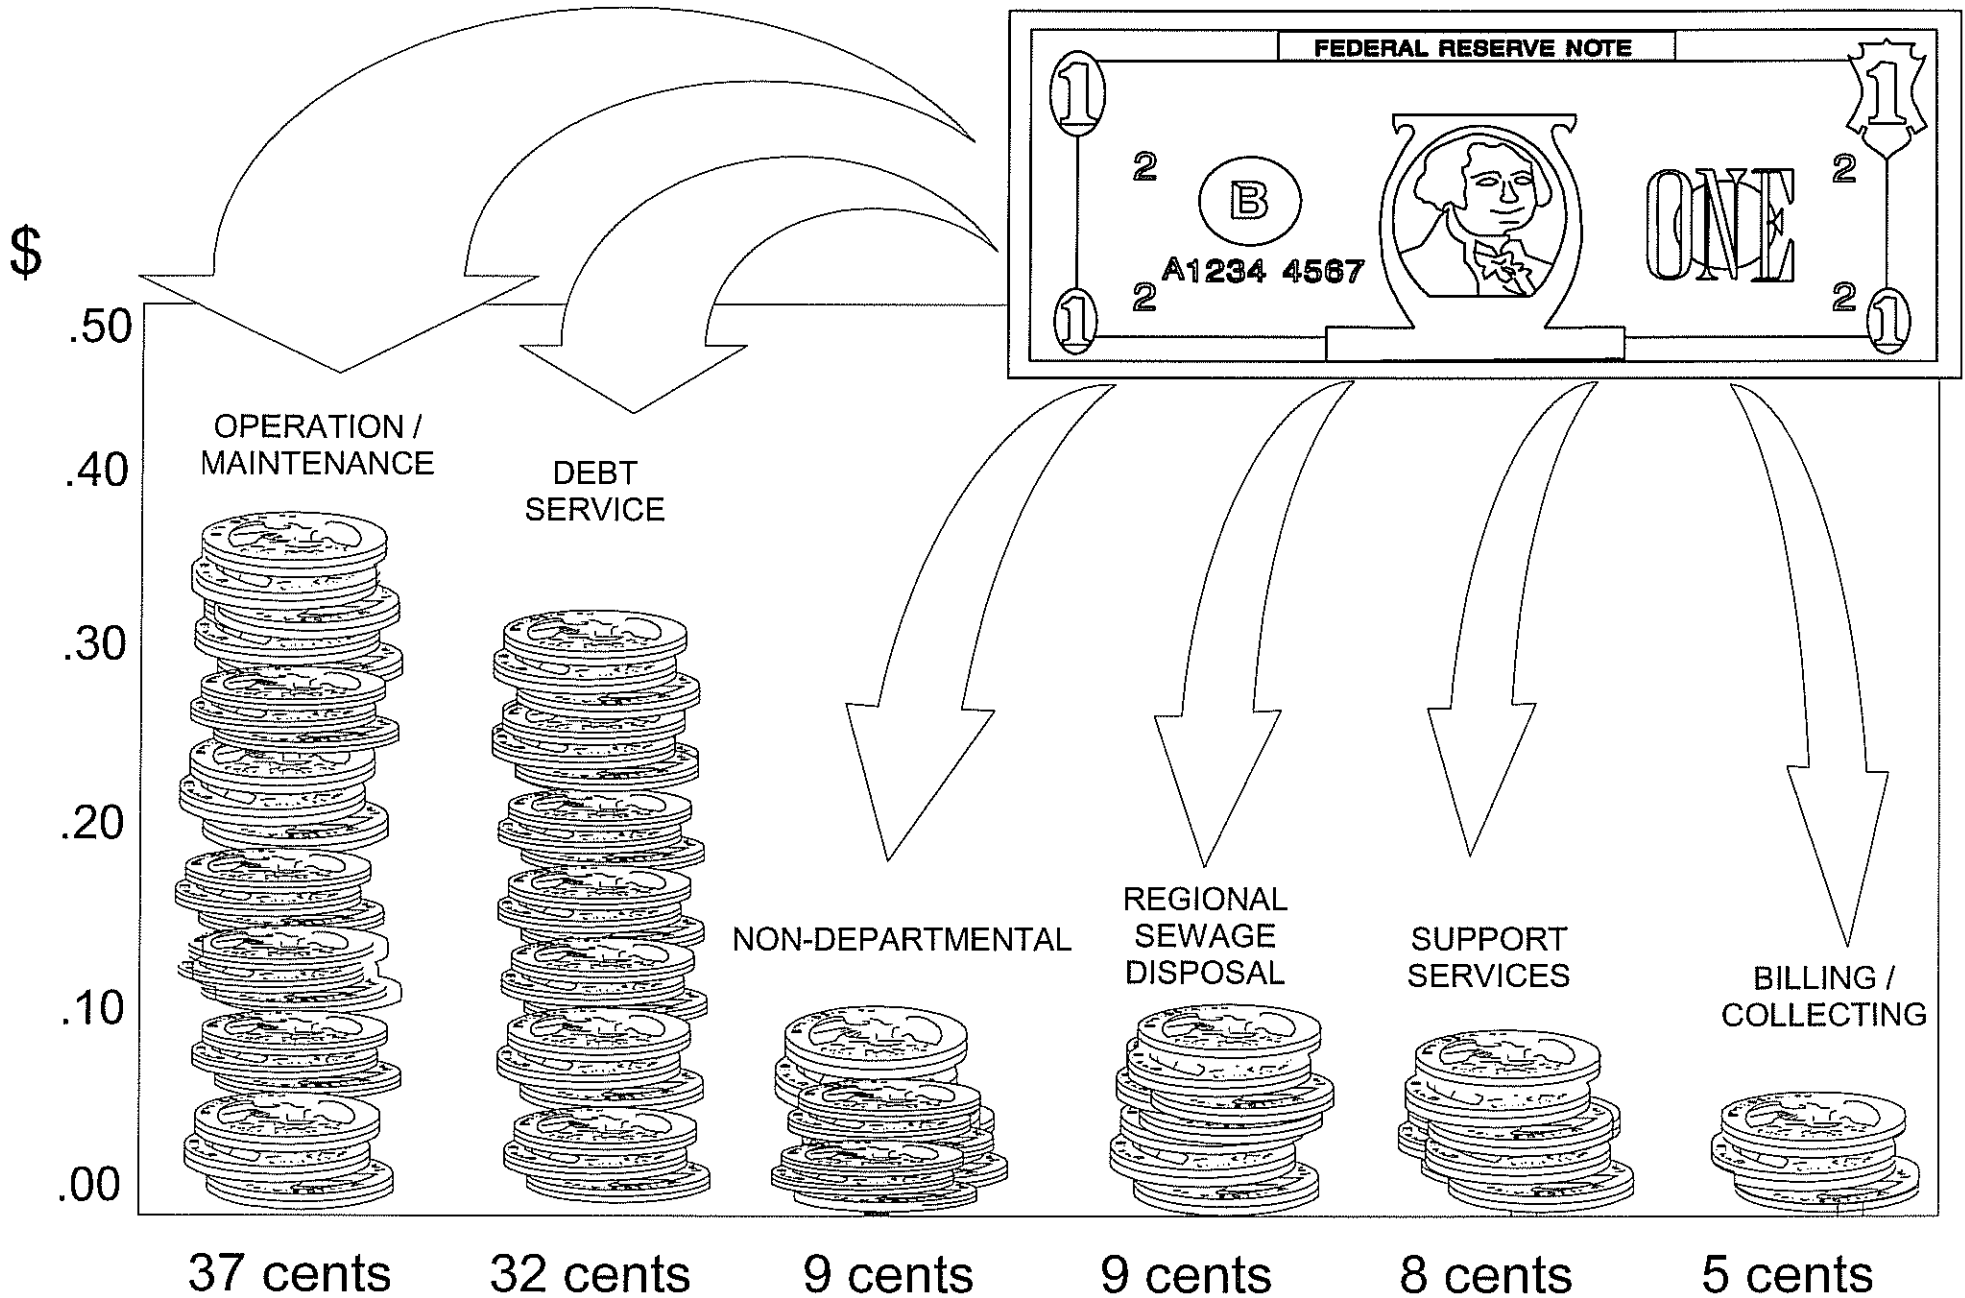 FEDERAL RESERVE NOTE
1
1
2
2
B
ONE
A1234 4567
2
2
1
1
$
.50
.40
.30
.20
.10
.00
OPERATION /
MAINTENANCE
DEBT
SERVICE
NON-DEPARTMENTAL
REGIONAL
SEWAGE
DISPOSAL
SUPPORT
SERVICES
BILLING /
COLLECTING
37 cents
32 cents
9 cents
9 cents
8 cents
5 cents